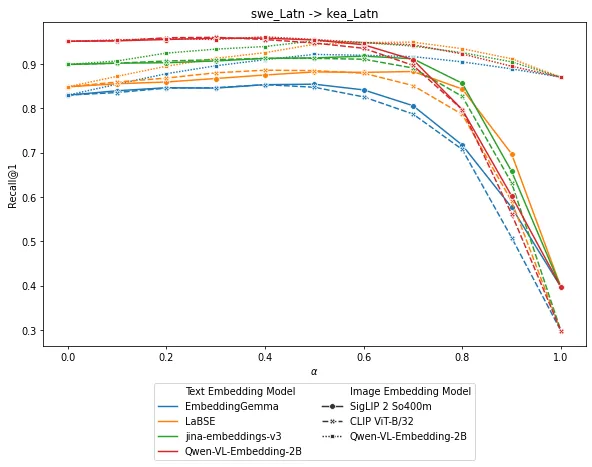 swe_Latn -> kea_Latn
Recall@1
0.9
0.8
0.7
0.6
0.5
0.4
0.3
0.0 0.2 0.4 0.6 0.8 1.0
α
Text Embedding Model Image Embedding Model
EmbeddingGemma SigLIP 2 So400m
LaBSE CLIP ViT-B/32
jina-embeddings-v3 Qwen-VL-Embedding-2B
Qwen-VL-Embedding-2B